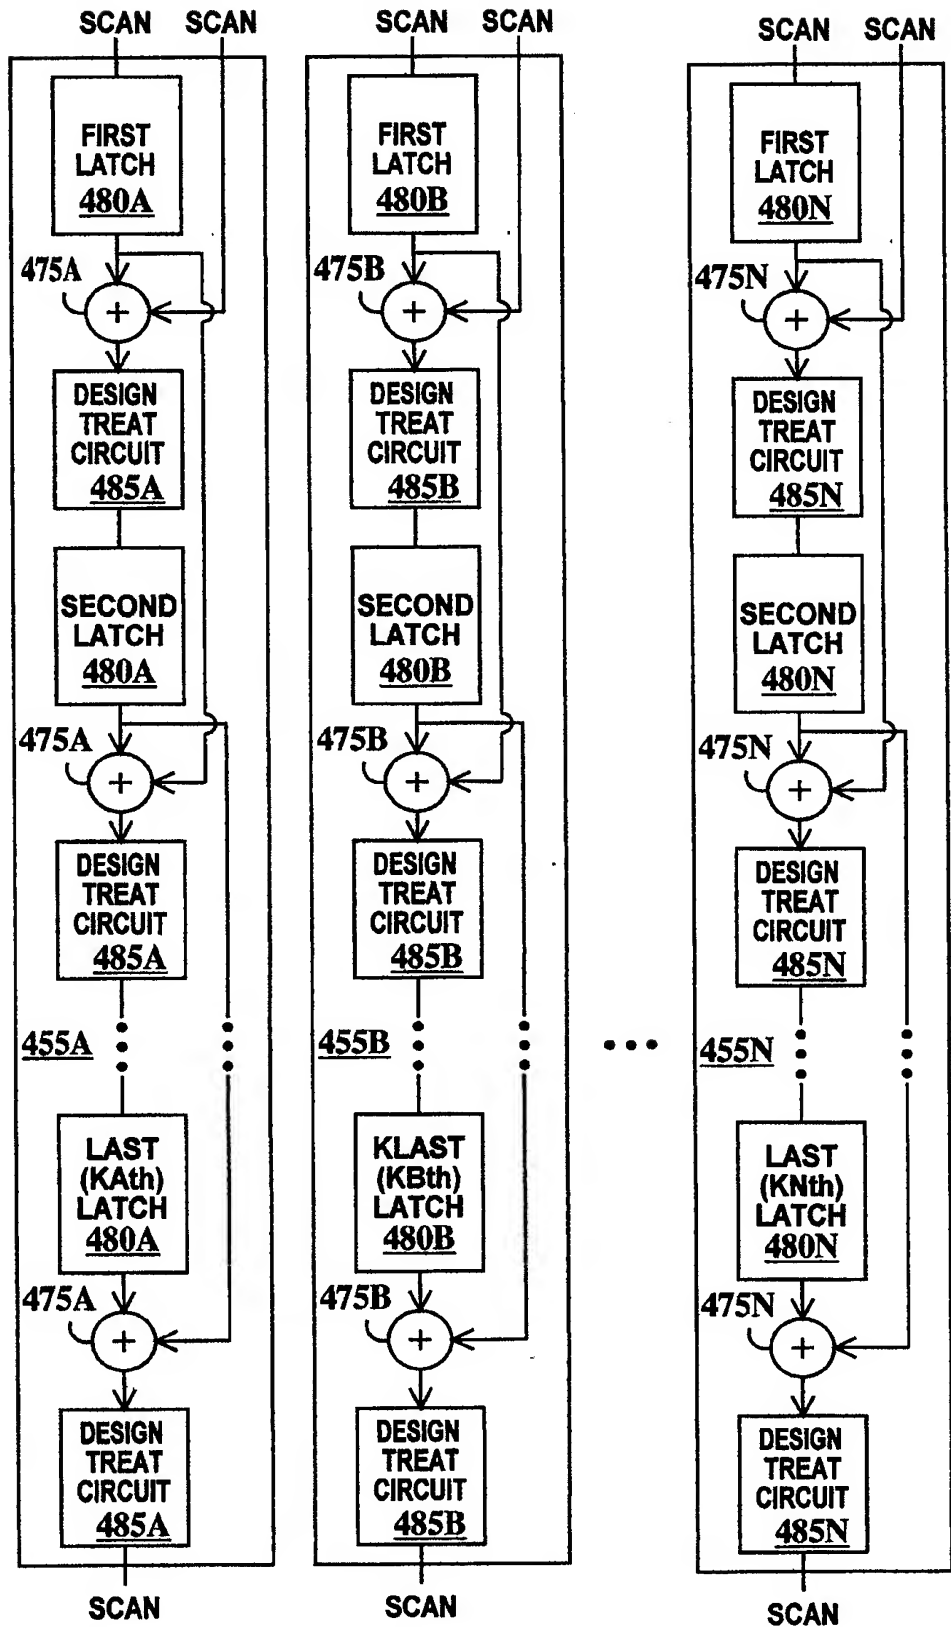 SCAN SCAN
FIRST
LATCH
480A
475A
+
DESIGN
TREAT
CIRCUIT
485A
SECOND
LATCH
480A
475A
+
DESIGN
TREAT
CIRCUIT
485A
455A
LAST
(KAth)
LATCH
480A
475A
+
DESIGN
TREAT
CIRCUIT
485A
SCAN
SCAN SCAN
FIRST
LATCH
480B
475B
+
DESIGN
TREAT
CIRCUIT
485B
SECOND
LATCH
480B
475B
+
DESIGN
TREAT
CIRCUIT
485B
455B
KLAST
(KBth)
LATCH
480B
475B
+
DESIGN
TREAT
CIRCUIT
485B
SCAN
SCAN SCAN
FIRST
LATCH
480N
475N
+
DESIGN
TREAT
CIRCUIT
485N
SECOND
LATCH
480N
475N
+
DESIGN
TREAT
CIRCUIT
485N
455N
LAST
(KNth)
LATCH
480N
475N
+
DESIGN
TREAT
CIRCUIT
485N
SCAN